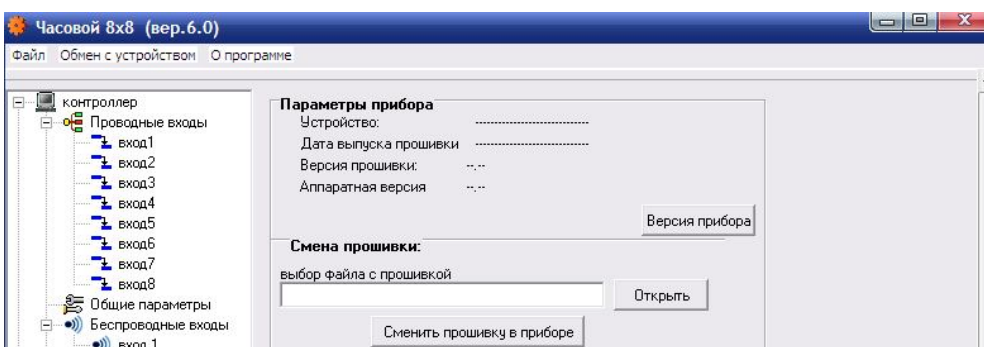 Часовой 8x8 (вер.6.0)
Файл Обмен с устройством О программе
контроллер
Проводные входы
вход1
вход2
вход3
вход4
вход5
вход6
вход7
вход8
Общие параметры
Беспроводные входы
вход 1
Параметры прибора
Устройство: -----------------------------
Дата выпуска прошивки -----------------------------
Версия прошивки: --.--
Аппаратная версия --.--
Версия прибора
Смена прошивки:
выбор файла с прошивкой
Открыть
Сменить прошивку в приборе